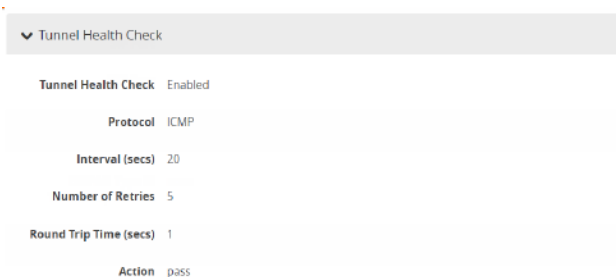 Tunnel Health Check
Tunnel Health Check Enabled
Protocol ICMP
Interval (secs) 20
Number of Retries 5
Round Trip Time (secs) 1
Action pass